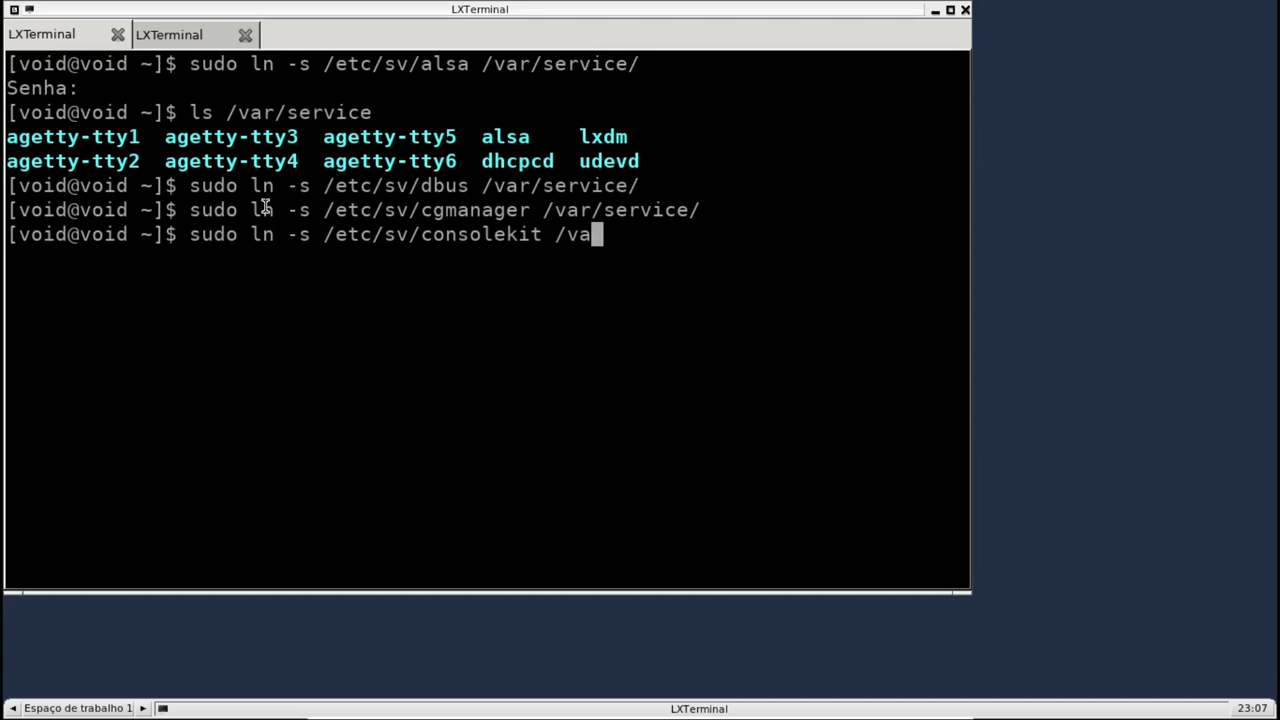 LXTerminal
LXTerminal LXTerminal
[void@void ~]$ sudo ln -s /etc/sv/alsa /var/service/
Senha:
[void@void ~]$ ls /var/service
agetty-tty1 agetty-tty3 agetty-tty5 alsa lxdm
agetty-tty2 agetty-tty4 agetty-tty6 dhcpcd udevd
[void@void ~]$ sudo ln -s /etc/sv/dbus /var/service/
[void@void ~]$ sudo ln -s /etc/sv/cgmanager /var/service/
[void@void ~]$ sudo ln -s /etc/sv/consolekit /va
Espaço de trabalho 1 LXTerminal 23:07